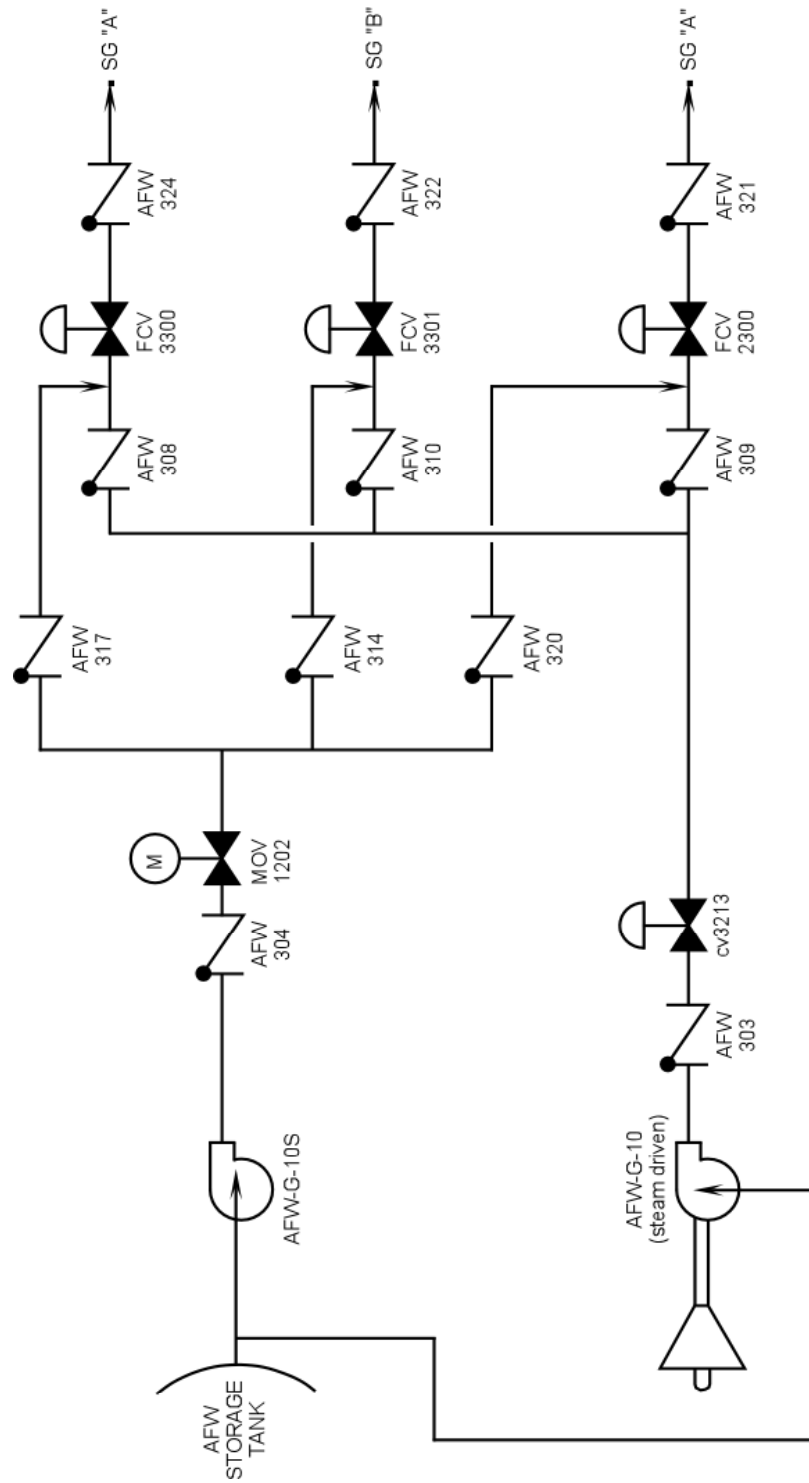 AFW
STORAGE
TANK
AFW-G-10S
AFW
304
M
MOV
1202
AFW
317
AFW
314
AFW
320
AFW
308
FCV
3300
AFW
324
SG "A"
AFW
310
FCV
3301
AFW
322
SG "B"
AFW-G-10
(steam driven)
AFW
303
cv3213
AFW
309
FCV
2300
AFW
321
SG "A"